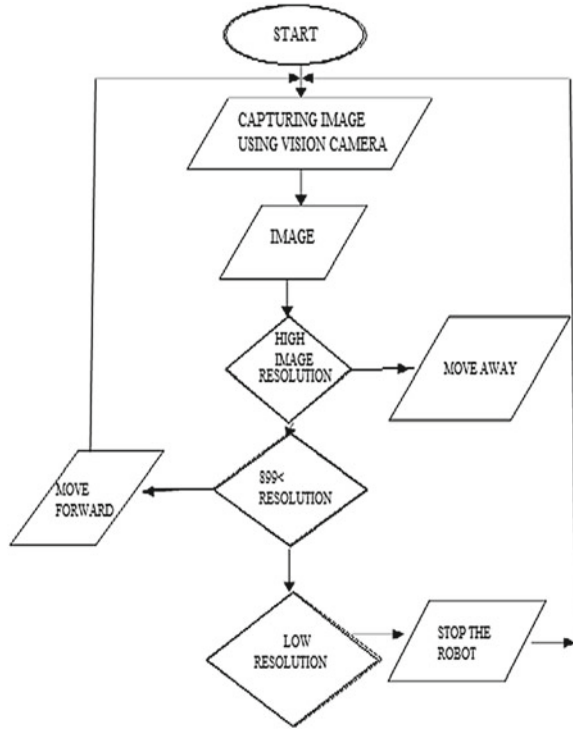 START
CAPTURING IMAGE
USING VISION CAMERA
IMAGE
HIGH
IMAGE
RESOLUTION
MOVE AWAY
899<
RESOLUTION
MOVE
FORWARD
LOW
RESOLUTION
STOP THE
ROBOT